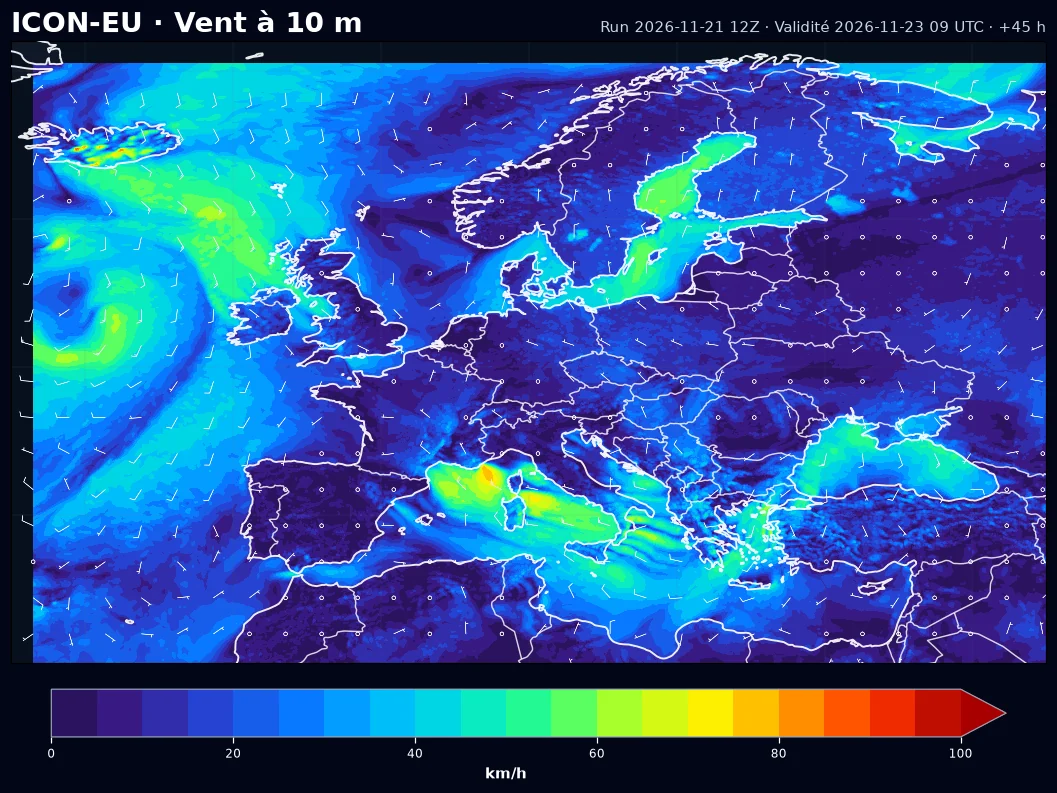 ICON-EU · Vent à 10 m
Run 2026-11-21 12Z · Validité 2026-11-23 09 UTC · +45 h
0 20 40 60 80 100
km/h